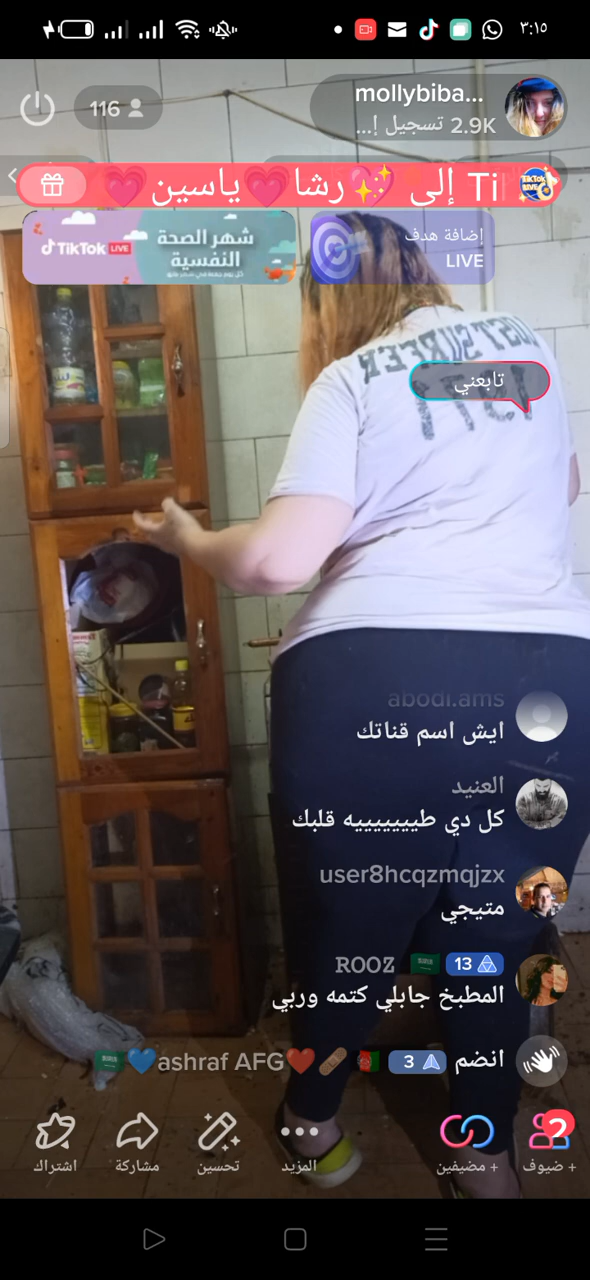 ٣:١٥
mollybiba...
2.9K تسجيل إ...
116
Ti إلى ✨رشا💗ياسين💗
TikTok LIVE
شهر الصحة
النفسية
إضافة هدف
LIVE
تابعني
abodi.ams
ايش اسم قناتك
العنيد
كل دي طيييييييه قلبك
user8hcqzmqjzx
متيجي
ROOZ 🇸🇦 13
المطبخ جابلي كتمه وربي
🇸🇦💙ashraf AFG❤️🩹🇦🇫 3 انضم
2
+ ضيوف
+ مضيفين
المزيد
تحسين
مشاركة
اشتراك